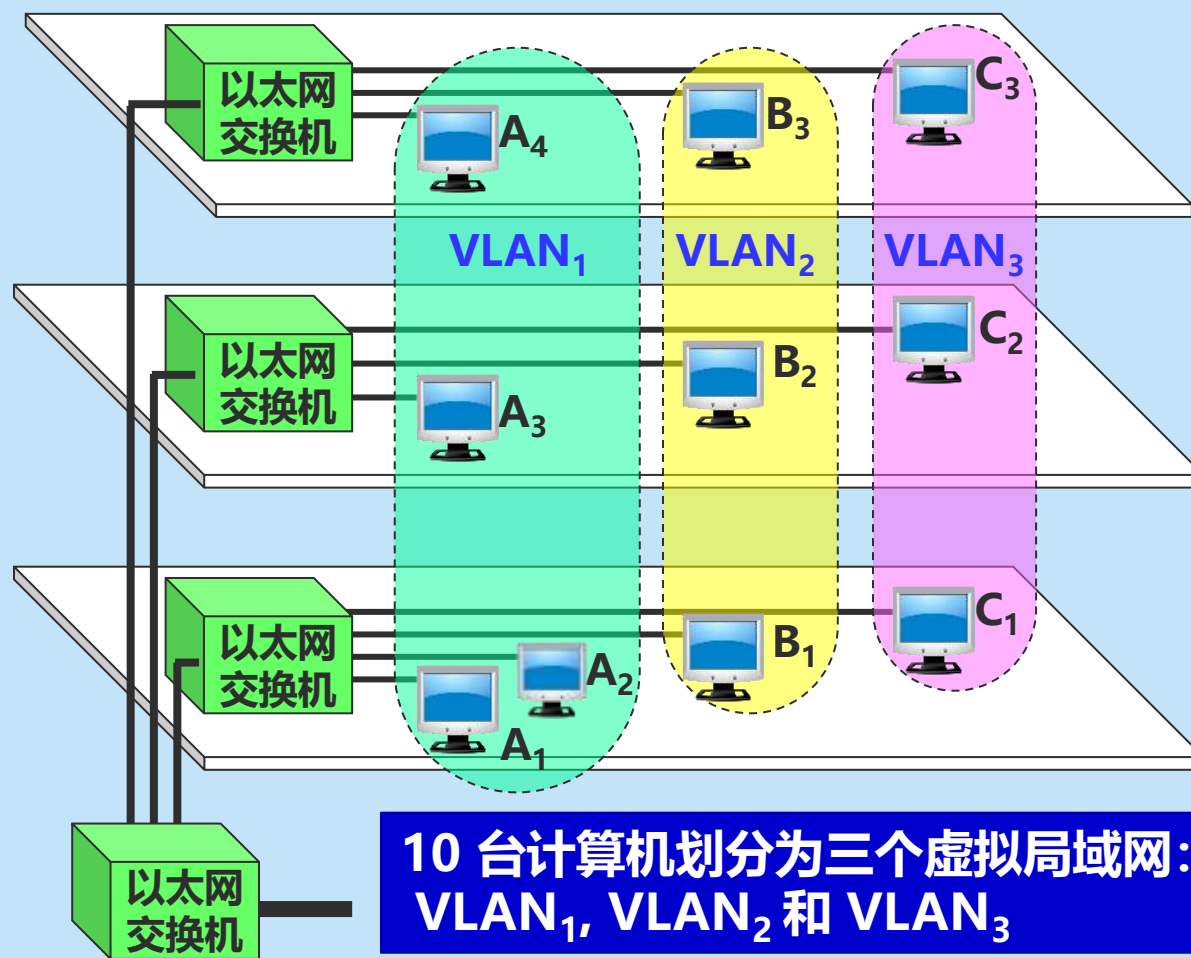 以太网
交换机
A₄
B₃
C₃
VLAN₁
VLAN₂
VLAN₃
以太网
交换机
A₃
B₂
C₂
以太网
交换机
A₁
A₂
B₁
C₁
以太网
交换机
10 台计算机划分为三个虚拟局域网：
VLAN₁, VLAN₂ 和 VLAN₃